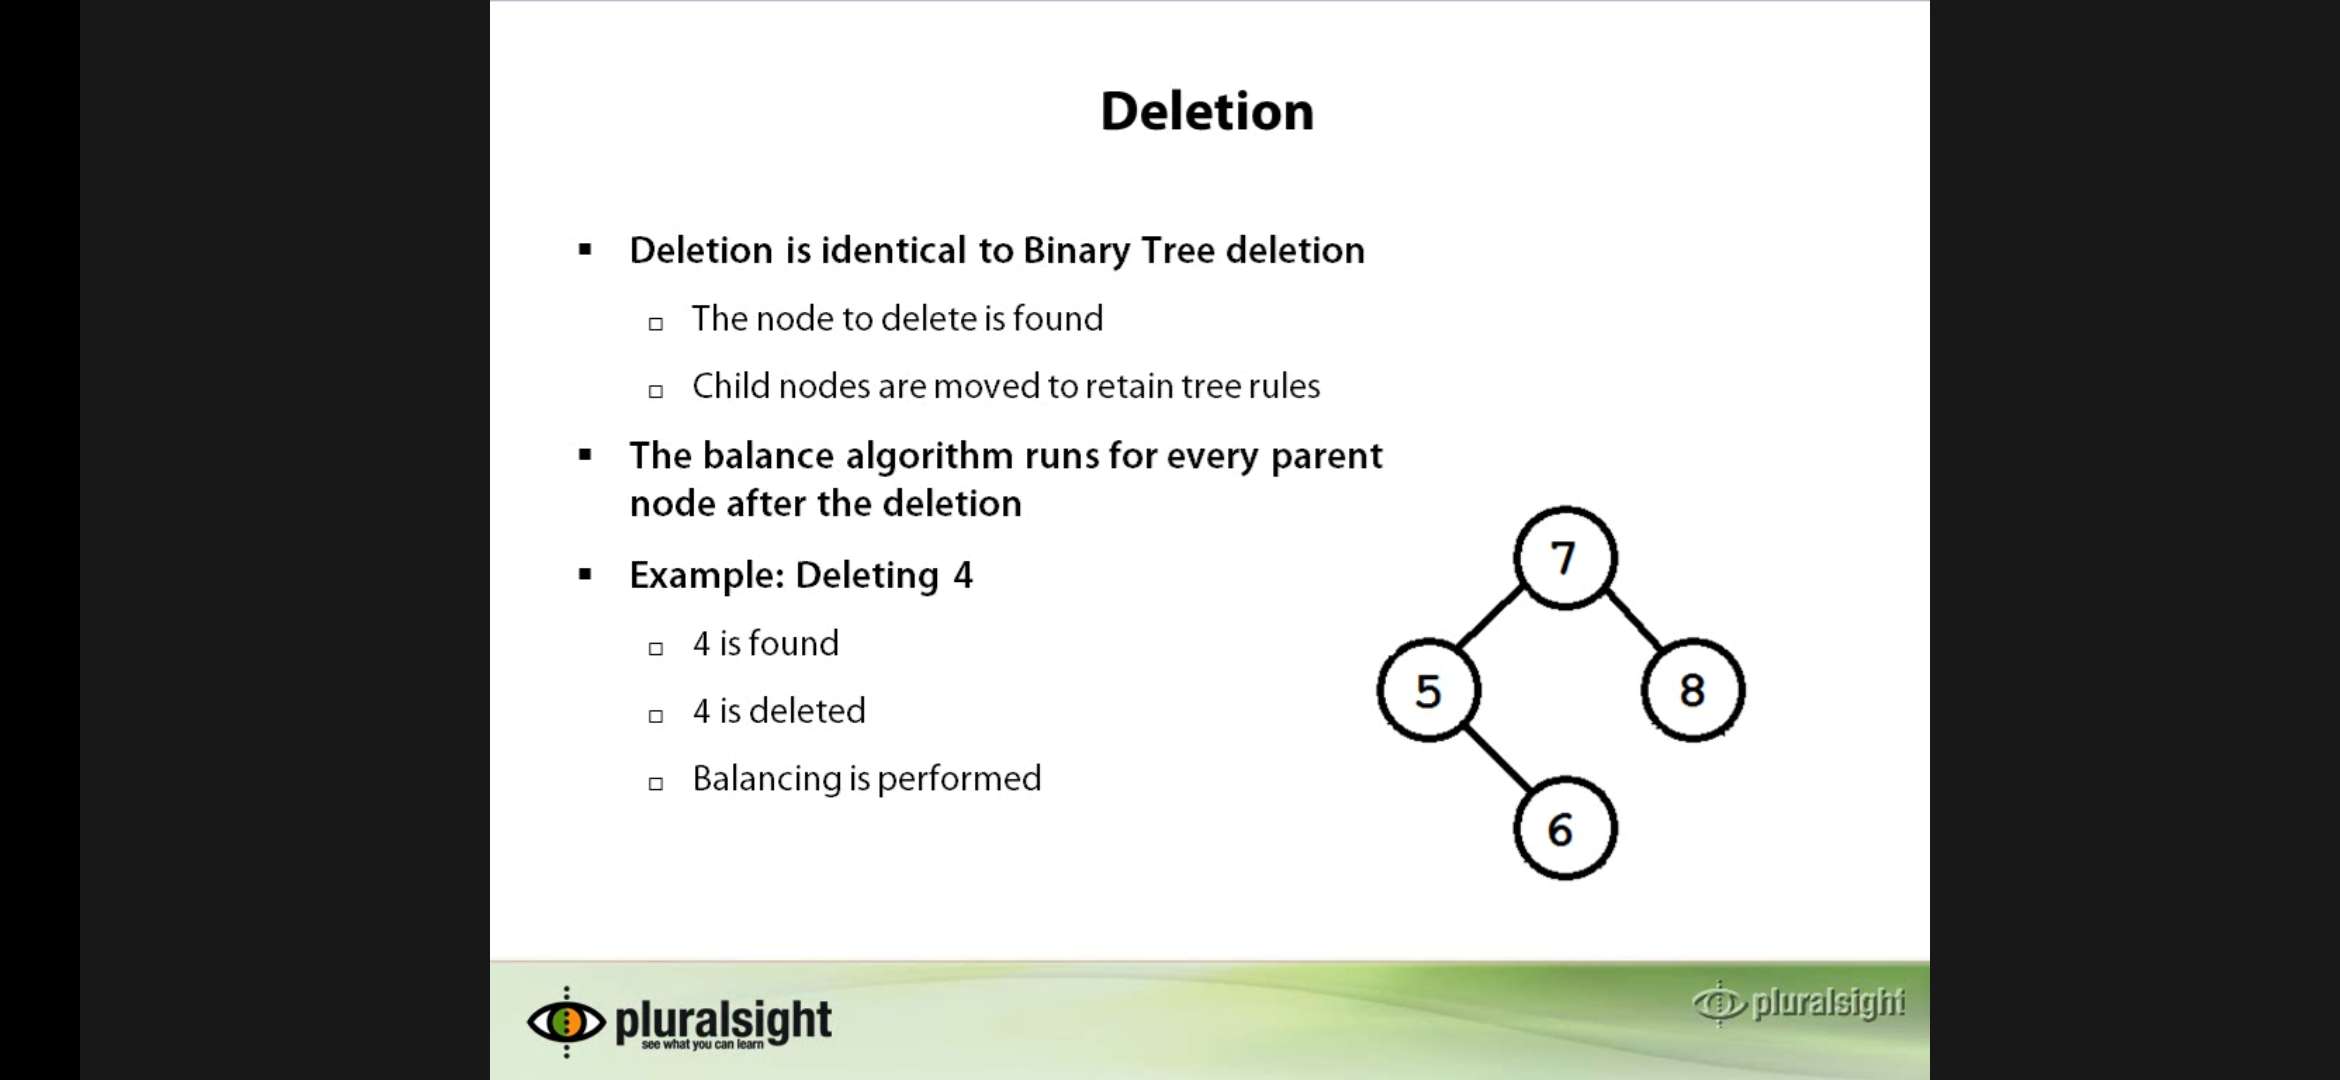 Deletion
▪ Deletion is identical to Binary Tree deletion
□ The node to delete is found
□ Child nodes are moved to retain tree rules
▪ The balance algorithm runs for every parent
node after the deletion
▪ Example: Deleting 4
□ 4 is found
□ 4 is deleted
□ Balancing is performed
7
5
8
6
pluralsight
see what you can learn
pluralsight